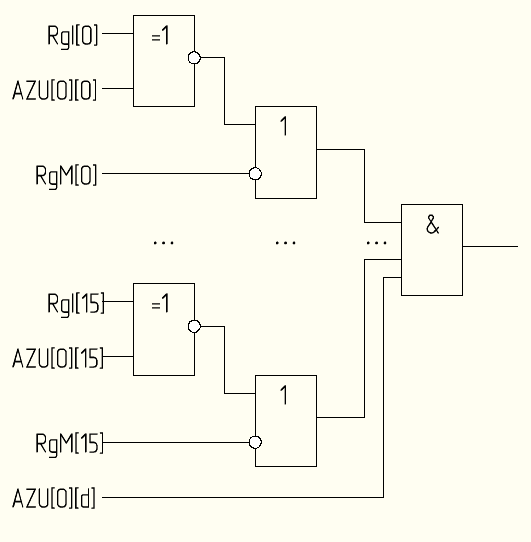 RgI[0]
=1
AZU[0][0]
1
RgM[0]
&
... ... ...
RgI[15]
=1
AZU[0][15]
1
RgM[15]
AZU[0][d]